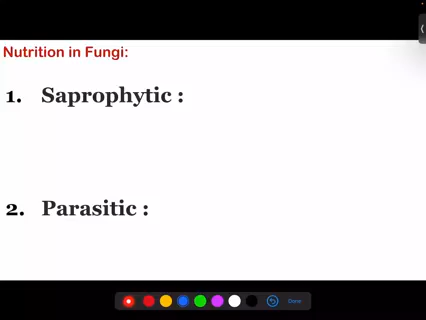 Nutrition in Fungi:
1. Saprophytic :
2. Parasitic :
Done